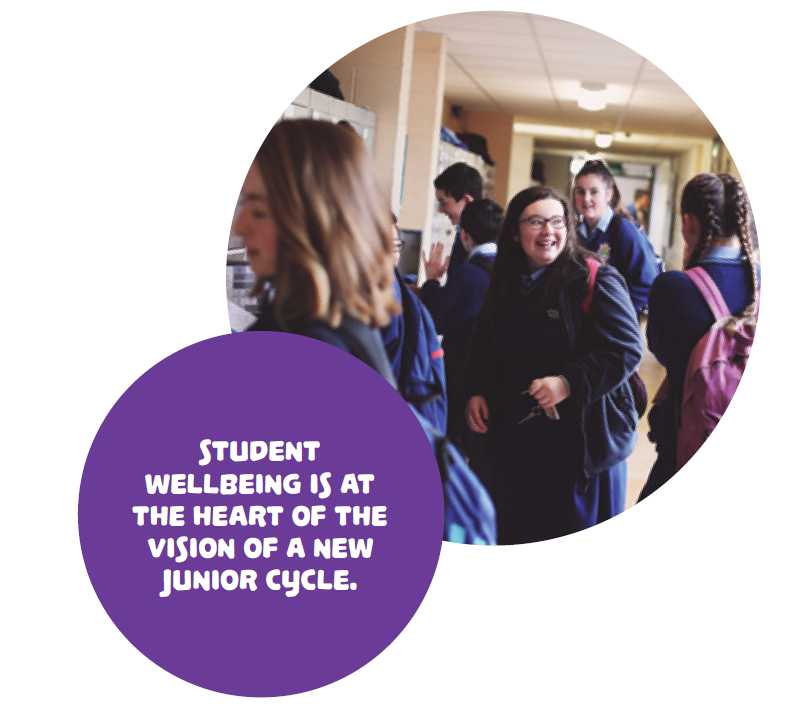 STUDENT
WELLBEING IS AT
THE HEART OF THE
VISION OF A NEW
JUNIOR CYCLE.